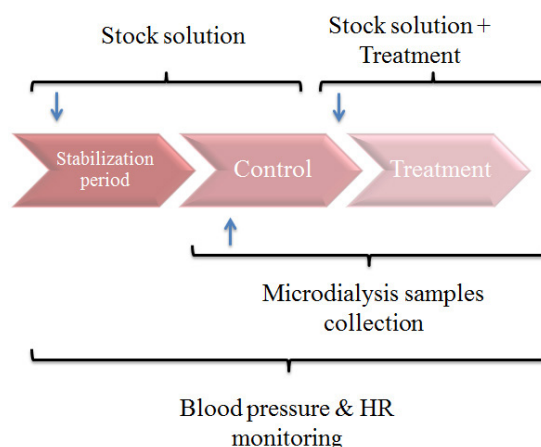 Stock solution
Stock solution +
Treatment
Stabilization
period
Control
Treatment
Microdialysis samples
collection
Blood pressure & HR
monitoring